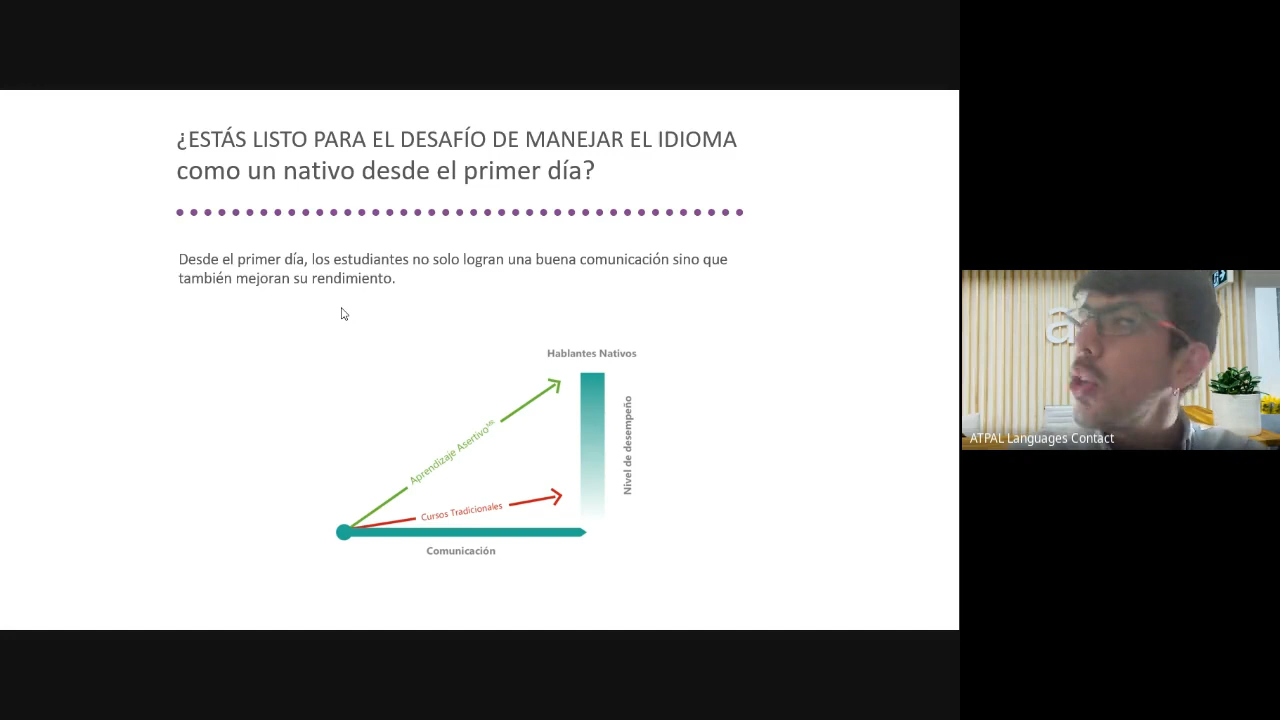 ¿ESTÁS LISTO PARA EL DESAFÍO DE MANEJAR EL IDIOMA
como un nativo desde el primer día?
Desde el primer día, los estudiantes no solo logran una buena comunicación sino que
también mejoran su rendimiento.
Hablantes Nativos
Nivel de desempeño
Aprendizaje Asertivo
Cursos Tradicionales
Comunicación
ATPAL Languages Contact